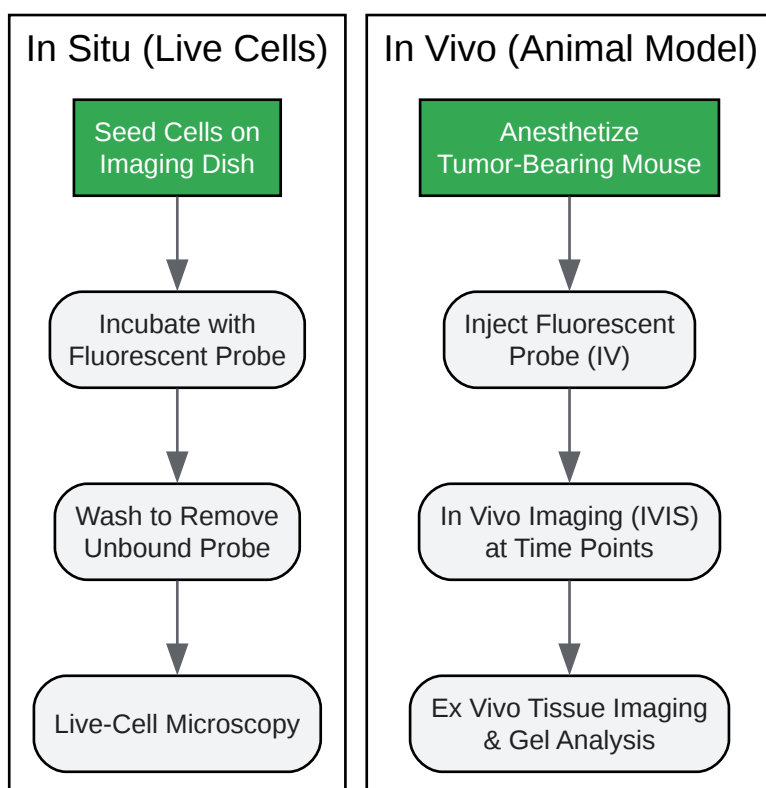 In Situ (Live Cells)
Seed Cells on
Imaging Dish
Incubate with
Fluorescent Probe
Wash to Remove
Unbound Probe
Live-Cell Microscopy
In Vivo (Animal Model)
Anesthetize
Tumor-Bearing Mouse
Inject Fluorescent
Probe (IV)
In Vivo Imaging (IVIS)
at Time Points
Ex Vivo Tissue Imaging
& Gel Analysis